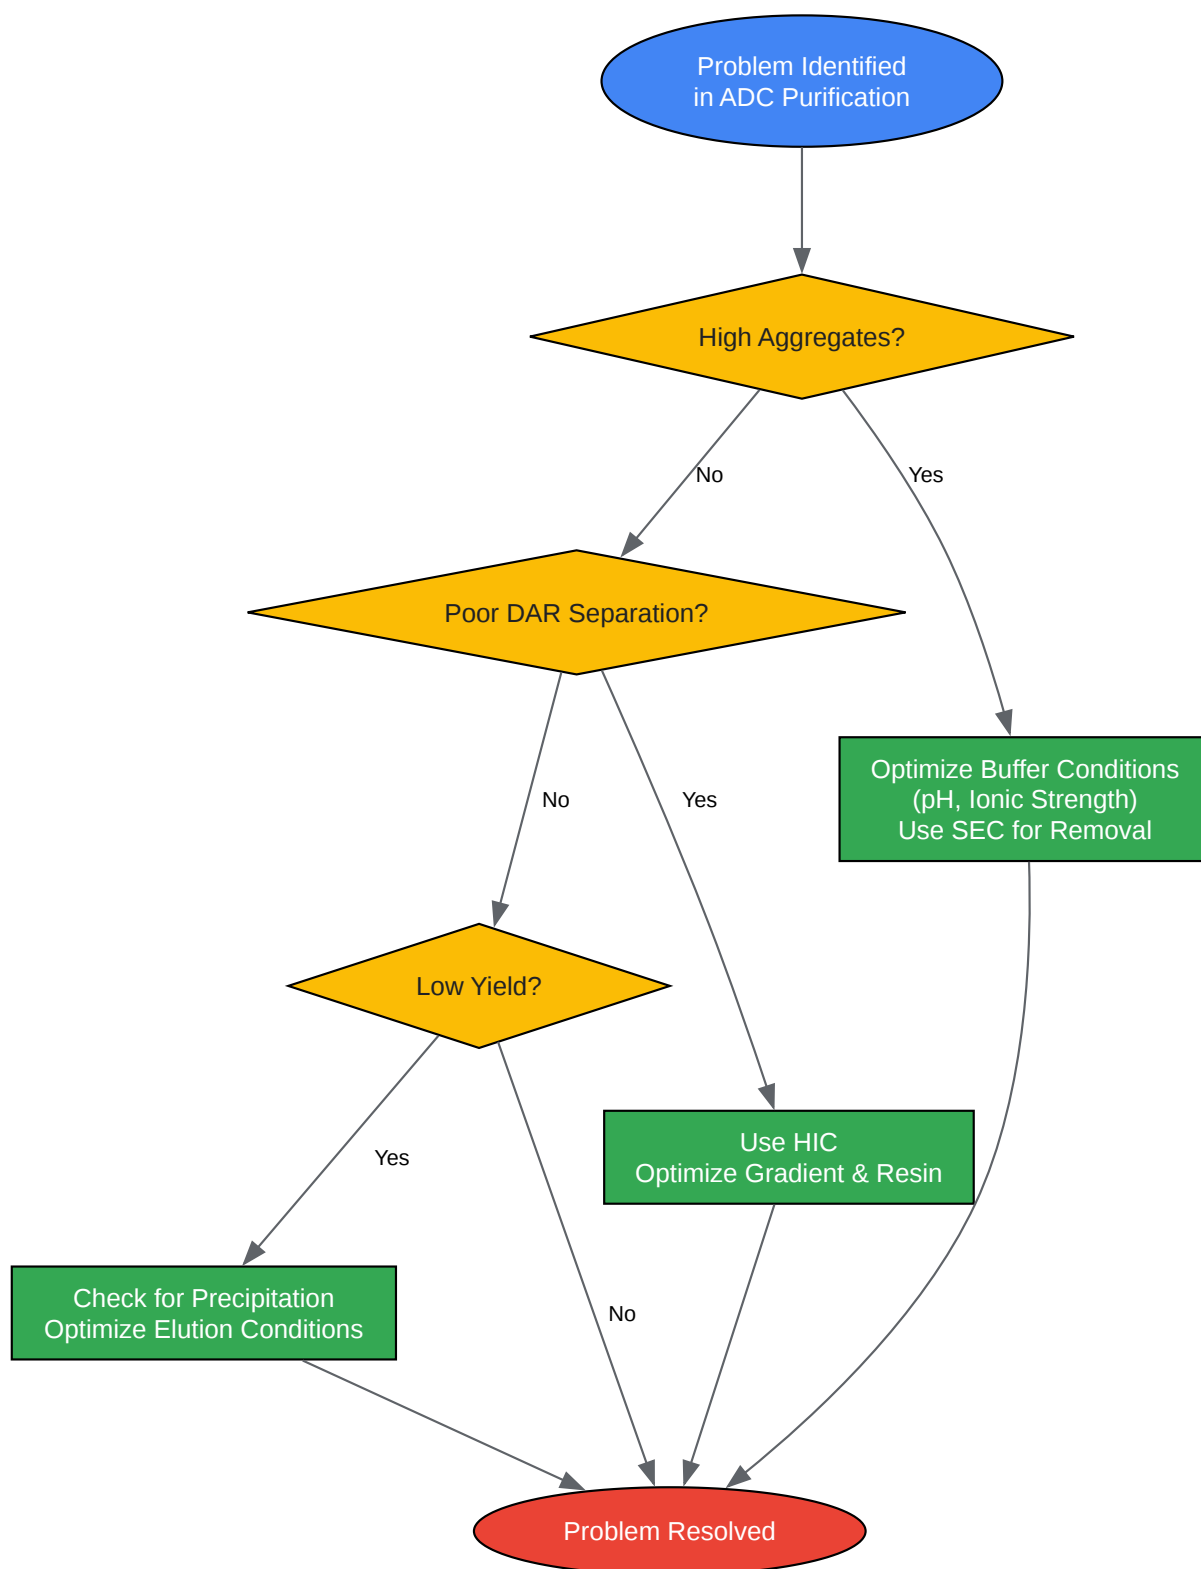 Problem Identified
in ADC Purification
High Aggregates?
No
Yes
Poor DAR Separation?
Optimize Buffer Conditions
(pH, Ionic Strength)
Use SEC for Removal
No
Yes
Low Yield?
Use HIC
Optimize Gradient & Resin
Yes
Check for Precipitation
Optimize Elution Conditions
No
Problem Resolved